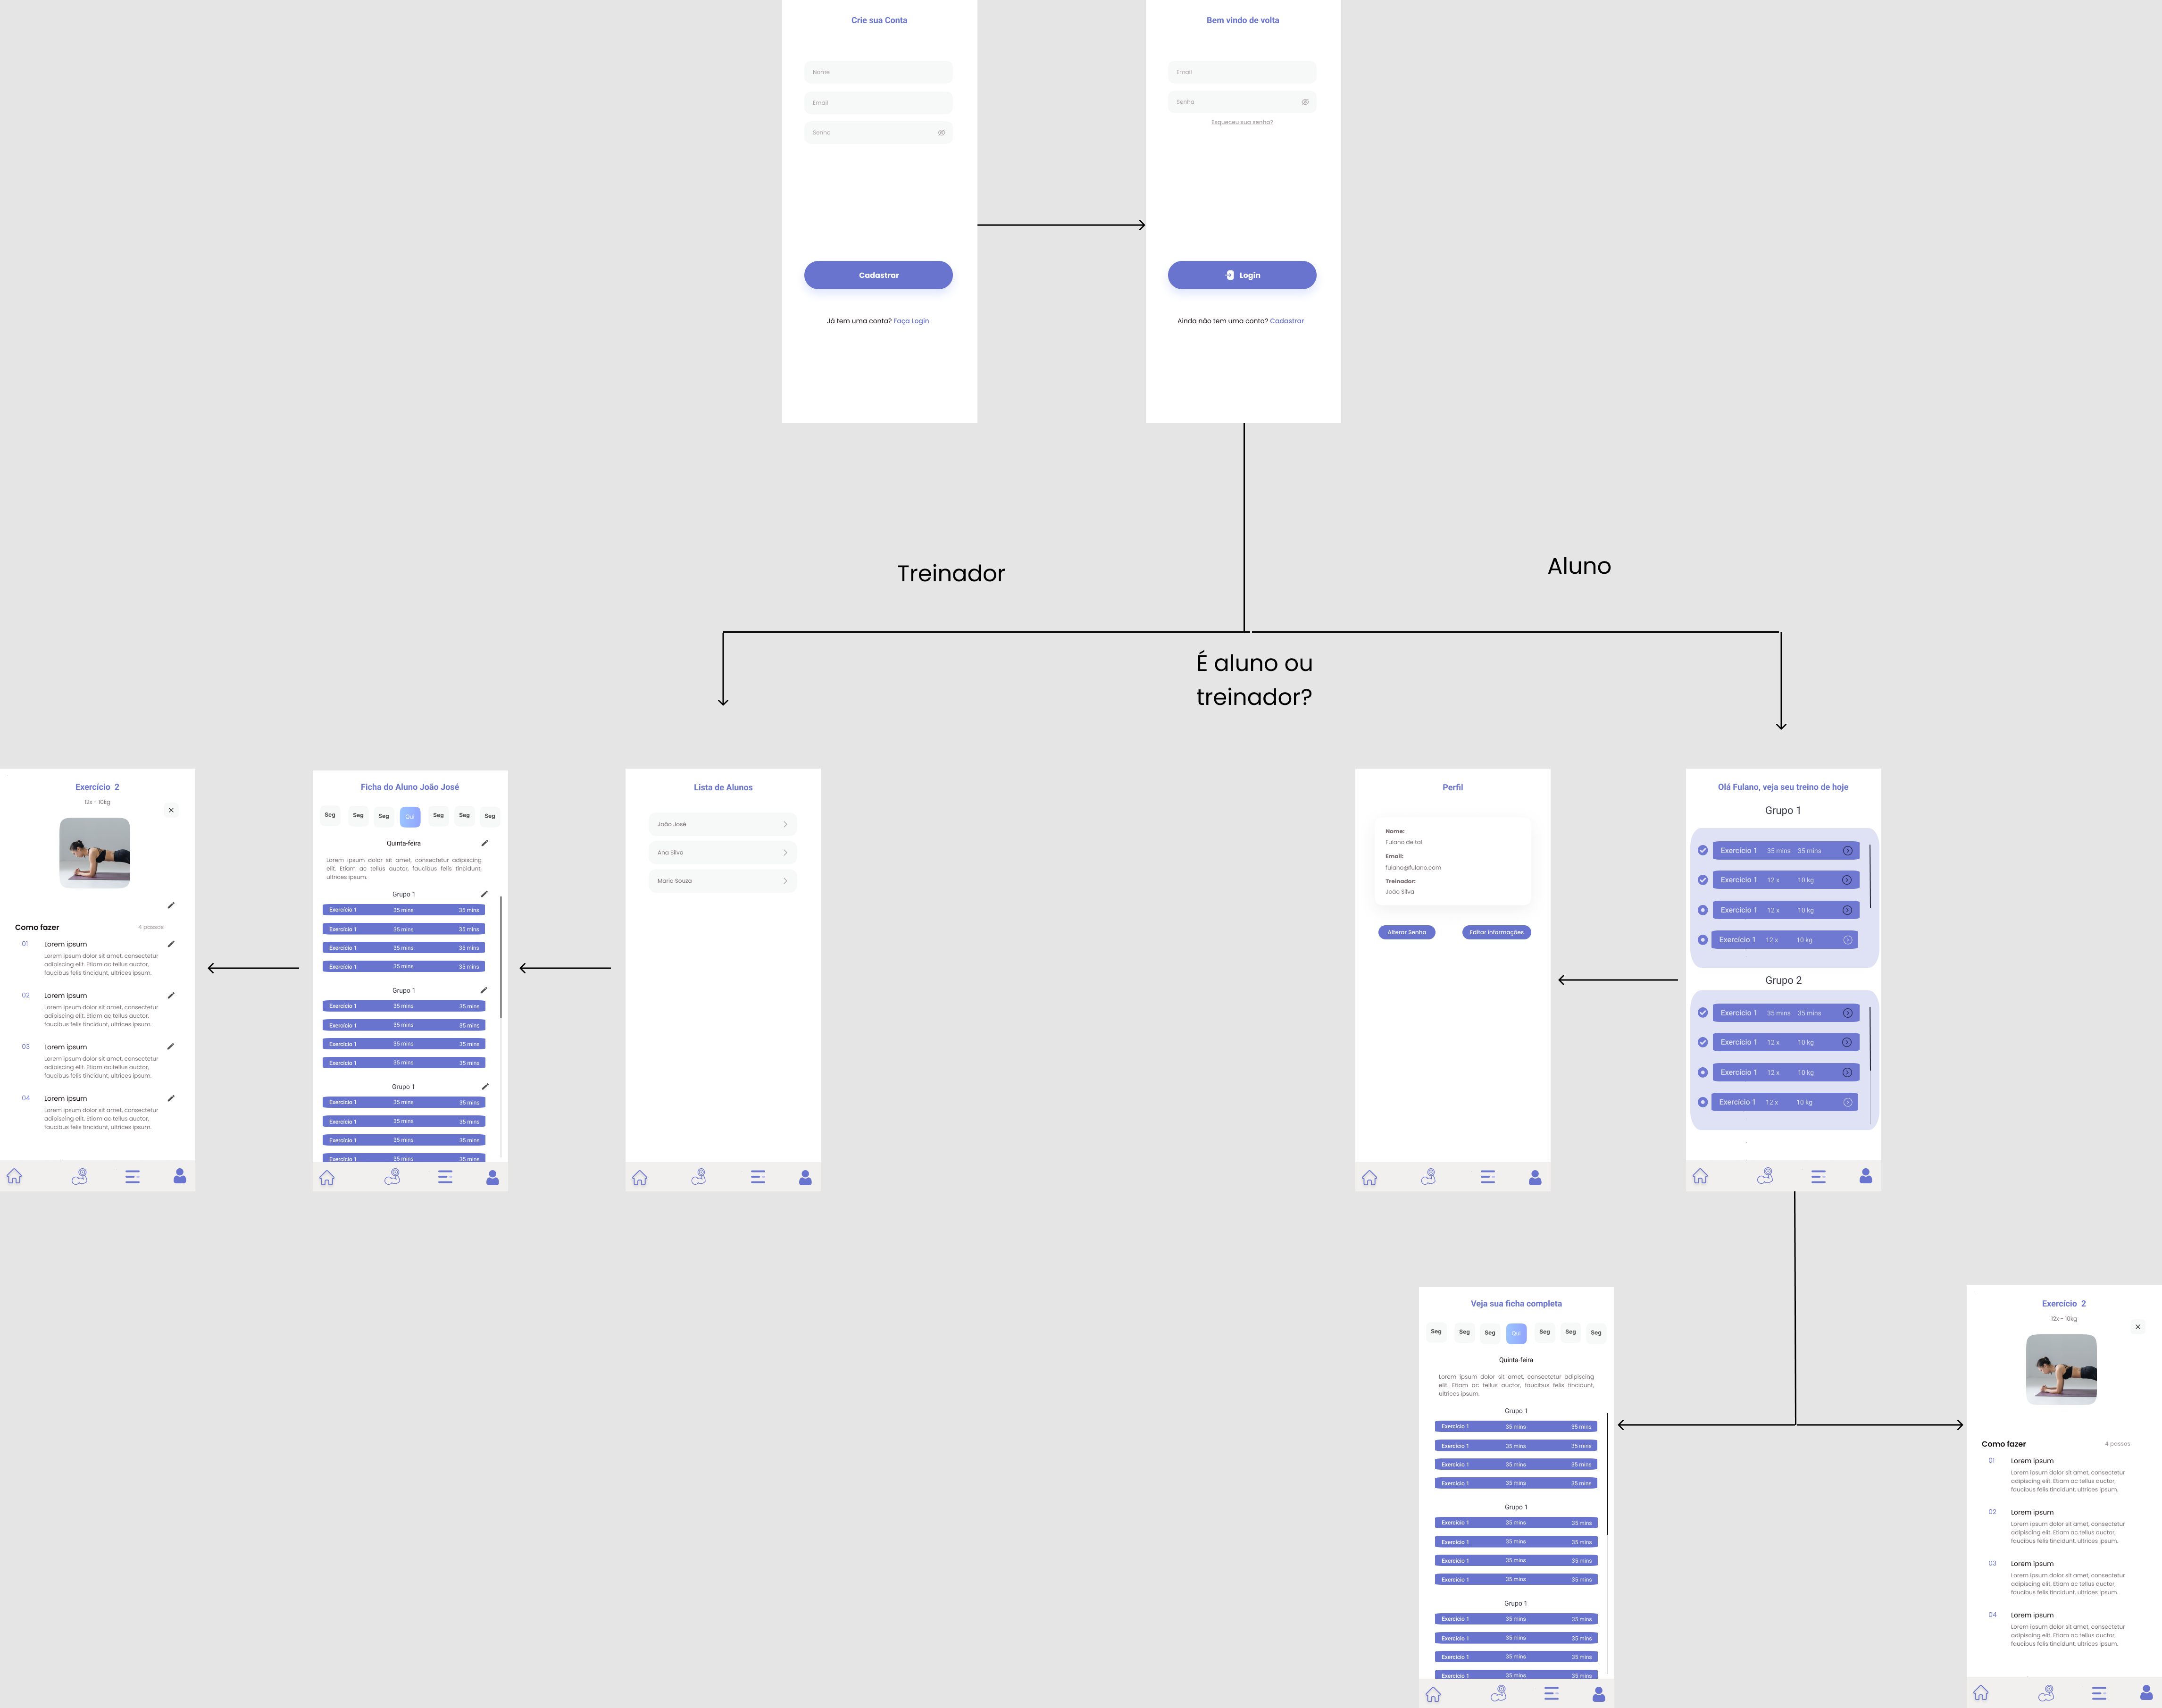 Crie sua Conta
Nome
Email
Senha
Cadastrar
Já tem uma conta? Faça Login
Bem vindo de volta
Email
Senha
Esqueceu sua senha?
Login
Ainda não tem uma conta? Cadastrar
Treinador
Aluno
É aluno ou
treinador?
Exercício 2
12x - 10kg
Como fazer 4 passos
01 Lorem ipsum
Lorem ipsum dolor sit amet, consectetur
adipiscing elit. Etiam ac tellus auctor,
faucibus felis tincidunt, ultrices ipsum.
02 Lorem ipsum
Lorem ipsum dolor sit amet, consectetur
adipiscing elit. Etiam ac tellus auctor,
faucibus felis tincidunt, ultrices ipsum.
03 Lorem ipsum
Lorem ipsum dolor sit amet, consectetur
adipiscing elit. Etiam ac tellus auctor,
faucibus felis tincidunt, ultrices ipsum.
04 Lorem ipsum
Lorem ipsum dolor sit amet, consectetur
adipiscing elit. Etiam ac tellus auctor,
faucibus felis tincidunt, ultrices ipsum.
Ficha do Aluno João José
Seg Seg Seg Qui Seg Seg Seg
Quinta-feira
Lorem ipsum dolor sit amet, consectetur adipiscing
elit. Etiam ac tellus auctor, faucibus felis tincidunt,
ultrices ipsum.
Grupo 1
Exercício 1 35 mins 35 mins
Exercício 1 35 mins 35 mins
Exercício 1 35 mins 35 mins
Exercício 1 35 mins 35 mins
Grupo 1
Exercício 1 35 mins 35 mins
Exercício 1 35 mins 35 mins
Exercício 1 35 mins 35 mins
Exercício 1 35 mins 35 mins
Grupo 1
Exercício 1 35 mins 35 mins
Exercício 1 35 mins 35 mins
Exercício 1 35 mins 35 mins
Exercício 1 35 mins 35 mins
Lista de Alunos
João José
Ana Silva
Mario Souza
Perfil
Nome:
Fulano de tal
Email:
fulano@fulano.com
Treinador:
João Silva
Alterar Senha
Editar Informações
Olá Fulano, veja seu treino de hoje
Grupo 1
Exercício 1 35 mins 35 mins
Exercício 1 12 x 10 kg
Exercício 1 12 x 10 kg
Exercício 1 12 x 10 kg
Grupo 2
Exercício 1 35 mins 35 mins
Exercício 1 12 x 10 kg
Exercício 1 12 x 10 kg
Exercício 1 12 x 10 kg
Veja sua ficha completa
Seg Seg Seg Qui Seg Seg Seg
Quinta-feira
Lorem ipsum dolor sit amet, consectetur adipiscing
elit. Etiam ac tellus auctor, faucibus felis tincidunt,
ultrices ipsum.
Grupo 1
Exercício 1 35 mins 35 mins
Exercício 1 35 mins 35 mins
Exercício 1 35 mins 35 mins
Exercício 1 35 mins 35 mins
Grupo 1
Exercício 1 35 mins 35 mins
Exercício 1 35 mins 35 mins
Exercício 1 35 mins 35 mins
Exercício 1 35 mins 35 mins
Grupo 1
Exercício 1 35 mins 35 mins
Exercício 1 35 mins 35 mins
Exercício 1 35 mins 35 mins
Exercício 1 35 mins 35 mins
Exercício 2
12x - 10kg
Como fazer 4 passos
01 Lorem ipsum
Lorem ipsum dolor sit amet, consectetur
adipiscing elit. Etiam ac tellus auctor,
faucibus felis tincidunt, ultrices ipsum.
02 Lorem ipsum
Lorem ipsum dolor sit amet, consectetur
adipiscing elit. Etiam ac tellus auctor,
faucibus felis tincidunt, ultrices ipsum.
03 Lorem ipsum
Lorem ipsum dolor sit amet, consectetur
adipiscing elit. Etiam ac tellus auctor,
faucibus felis tincidunt, ultrices ipsum.
04 Lorem ipsum
Lorem ipsum dolor sit amet, consectetur
adipiscing elit. Etiam ac tellus auctor,
faucibus felis tincidunt, ultrices ipsum.